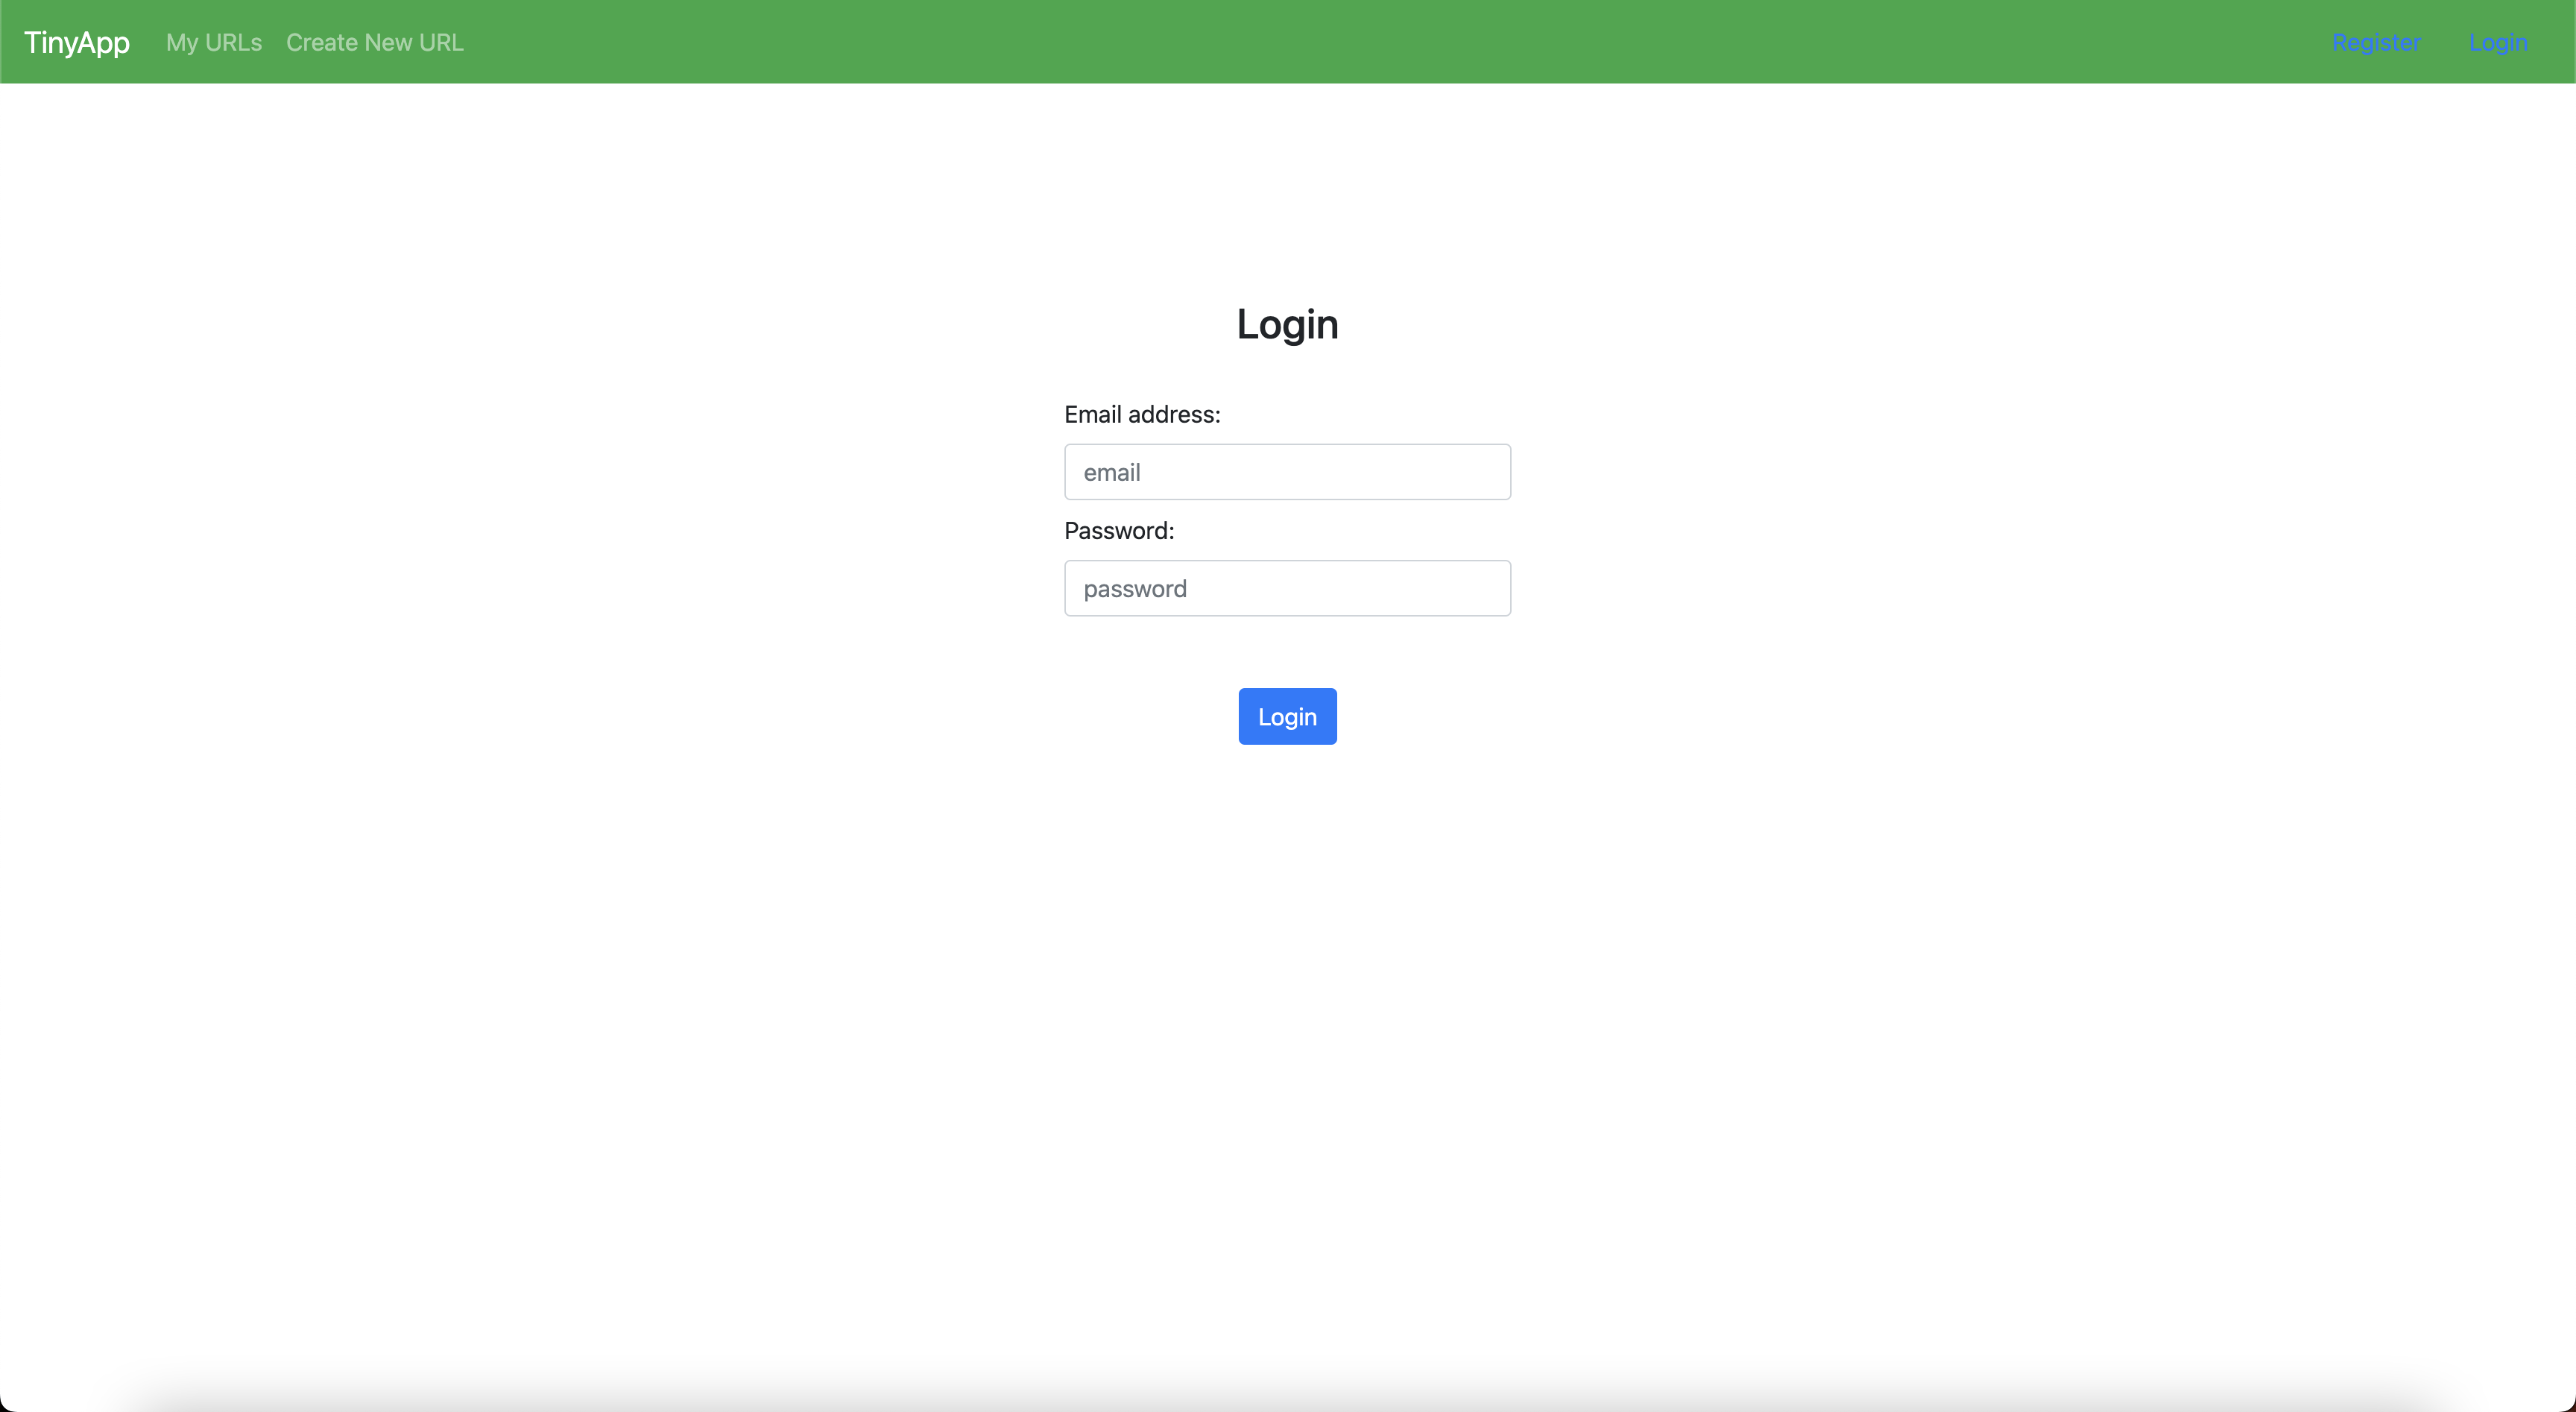 TinyApp My URLs Create New URL Register Login
Login
Email address:
email
Password:
password
Login